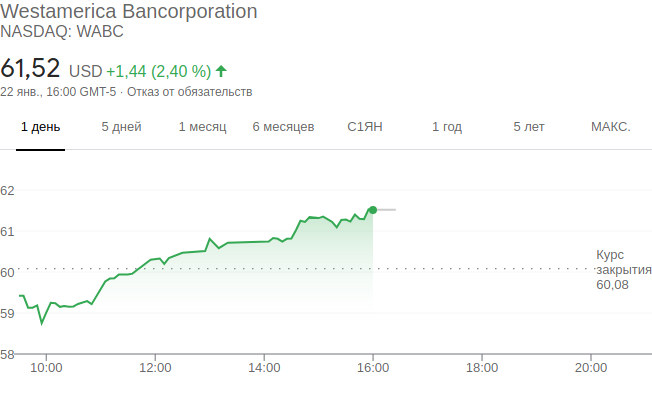 Westamerica Bancorporation
NASDAQ: WABC
61,52 USD +1,44 (2,40 %)
22 янв., 16:00 GMT-5 · Отказ от обязательств
1 день 5 дней 1 месяц 6 месяцев С1ЯН 1 год 5 лет МАКС.
62
61
60
59
58
Курс
закрытия
60,08
10:00 12:00 14:00 16:00 18:00 20:00